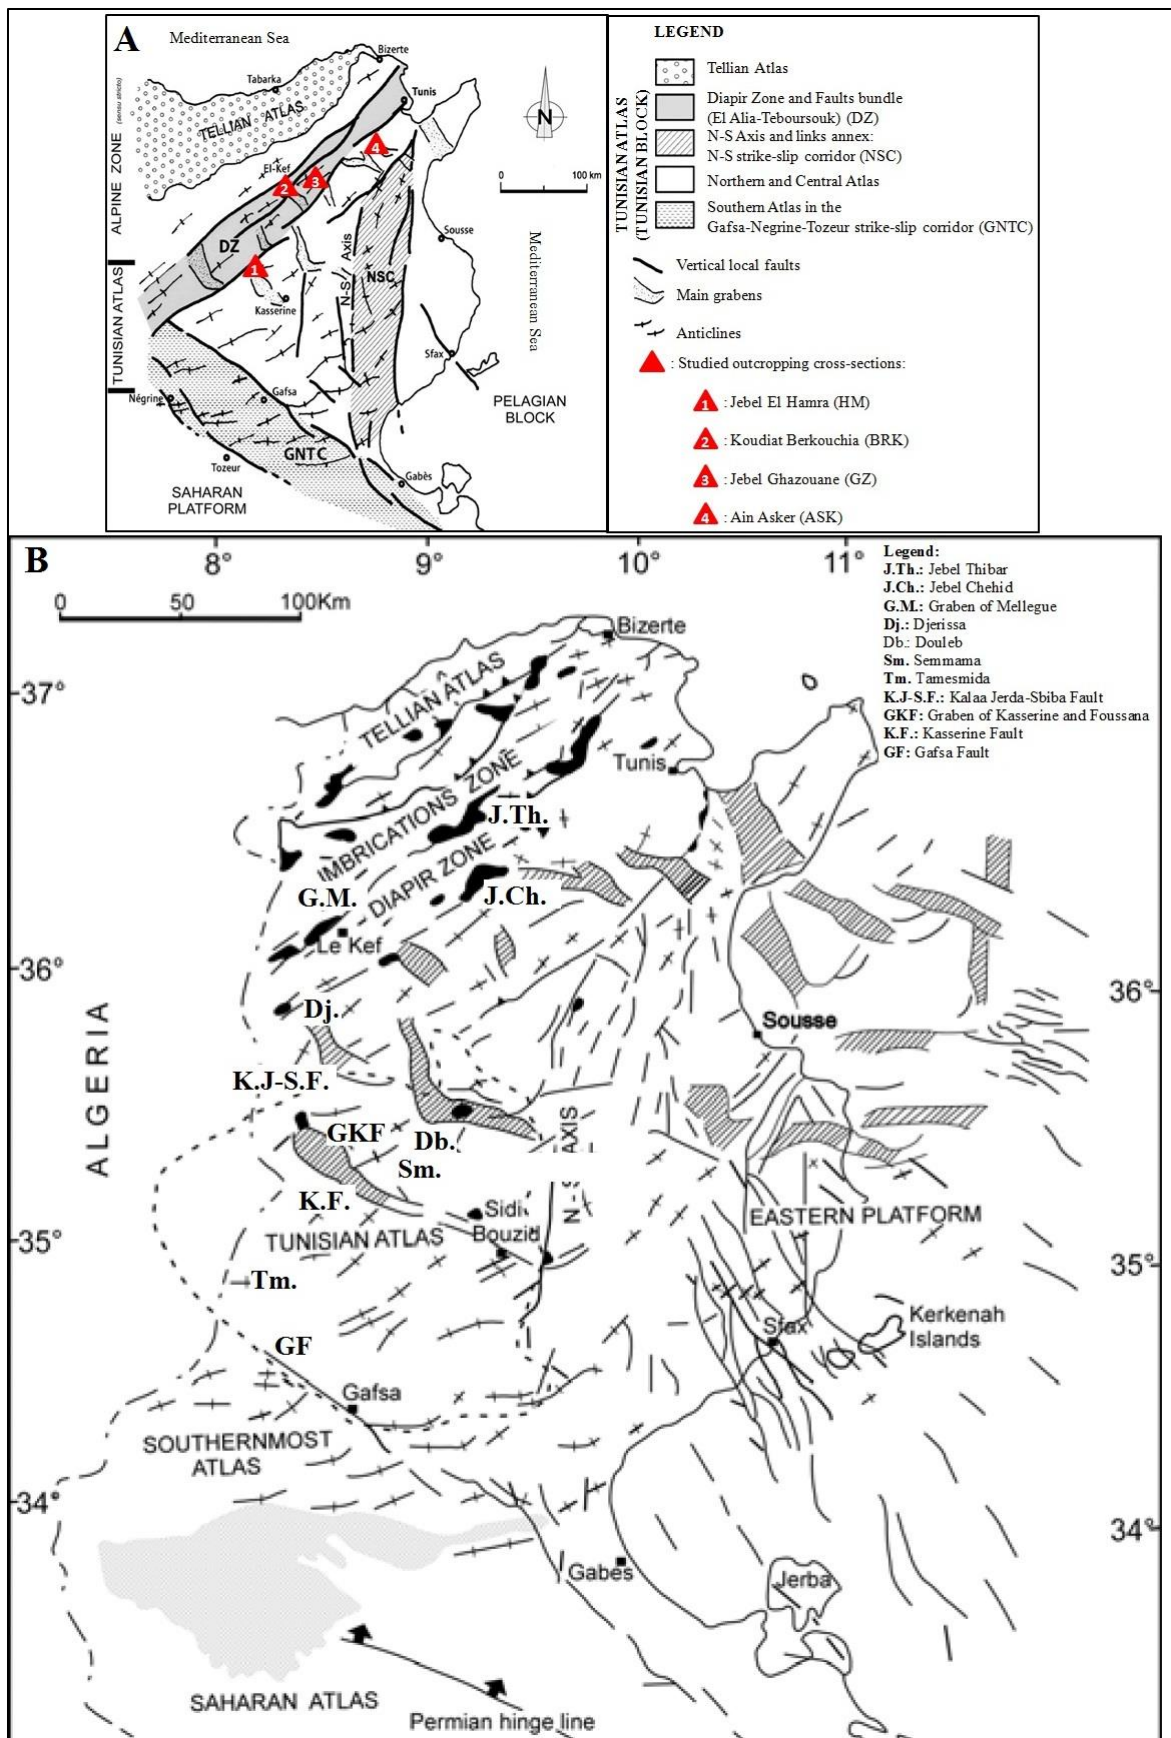 A
Mediterranean Sea
Bizerte
Tabarka
Tunis
TELLIAN ATLAS
(sensu stricto)
ALPINE ZONE
TUNISIAN ATLAS
N
0 100 km
El-Kef
4
3
2
1
DZ
N-S Axis
NSC
Sousse
Mediterranean Sea
Kasserine
Sfax
PELAGIAN
BLOCK
Négrine
Gafsa
GNTC
Tozeur
Gabès
SAHARAN
PLATFORM
LEGEND
TUNISIAN ATLAS
(TUNISIAN BLOCK)
Tellian Atlas
Diapir Zone and Faults bundle
(El Alia-Teboursouk) (DZ)
N-S Axis and links annex:
N-S strike-slip corridor (NSC)
Northern and Central Atlas
Southern Atlas in the
Gafsa-Negrine-Tozeur strike-slip corridor (GNTC)
Vertical local faults
Main grabens
Anticlines
: Studied outcropping cross-sections:
1 : Jebel El Hamra (HM)
2 : Koudiat Berkouchia (BRK)
3 : Jebel Ghazouane (GZ)
4 : Ain Asker (ASK)
B
8° 9° 10° 11°
0 50 100Km
Legend:
J.Th.: Jebel Thibar
J.Ch.: Jebel Chehid
G.M.: Graben of Mellegue
Dj.: Djerissa
Db.: Douleb
Sm. Semmama
Tm. Tamesmida
K.J-S.F.: Kalaa Jerda-Sbiba Fault
GKF: Graben of Kasserine and Foussana
K.F.: Kasserine Fault
GF: Gafsa Fault
Bizerte
37°
TELLIAN ATLAS
Tunis
IMBRICATIONS ZONE
J.Th.
DIAPIR ZONE
G.M.
J.Ch.
Le Kef
36°
36°
ALGERIA
Dj.
Sousse
K.J-S.F.
GKF
Db.
Sm.
N-S AXIS
K.F.
Sidi
Bouzid
EASTERN PLATFORM
35°
TUNISIAN ATLAS
35°
Tm.
Kerkenah
Islands
Sfax
GF
Gafsa
SOUTHERNMOST
ATLAS
34°
34°
Gabes
Jerba
SAHARAN ATLAS
Permian hinge line